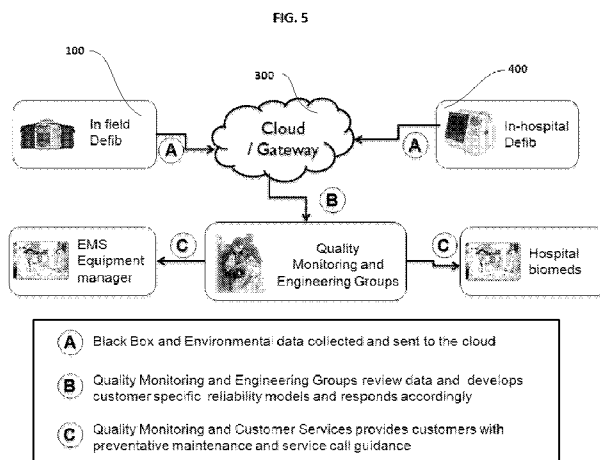 FIG. 5
100
300
400
In field
Defib
Cloud
/ Gateway
In-hospital
Defib
A
A
B
C
C
EMS
Equipment
manager
Quality
Monitoring and
Engineering Groups
Hospital
biomeds
A Black Box and Environmental data collected and sent to the cloud
B Quality Monitoring and Engineering Groups review data and develops
customer specific reliability models and responds accordingly
C Quality Monitoring and Customer Services provides customers with
preventative maintenance and service call guidance